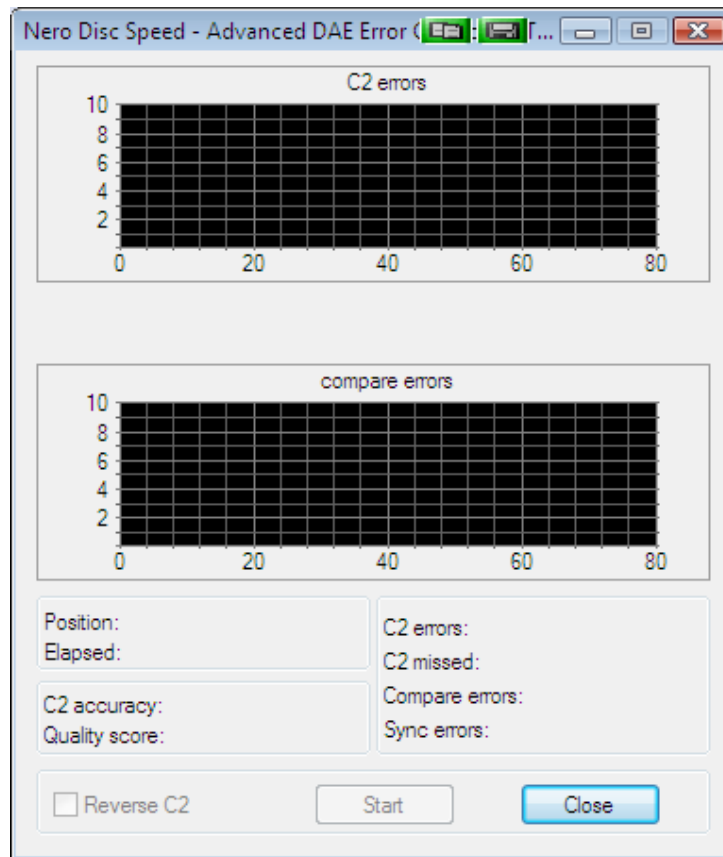 Nero Disc Speed - Advanced DAE Error
C2 errors
10
8
6
4
2
0 20 40 60 80
compare errors
10
8
6
4
2
0 20 40 60 80
Position:
Elapsed:
C2 accuracy:
Quality score:
C2 errors:
C2 missed:
Compare errors:
Sync errors:
Reverse C2
Start
Close